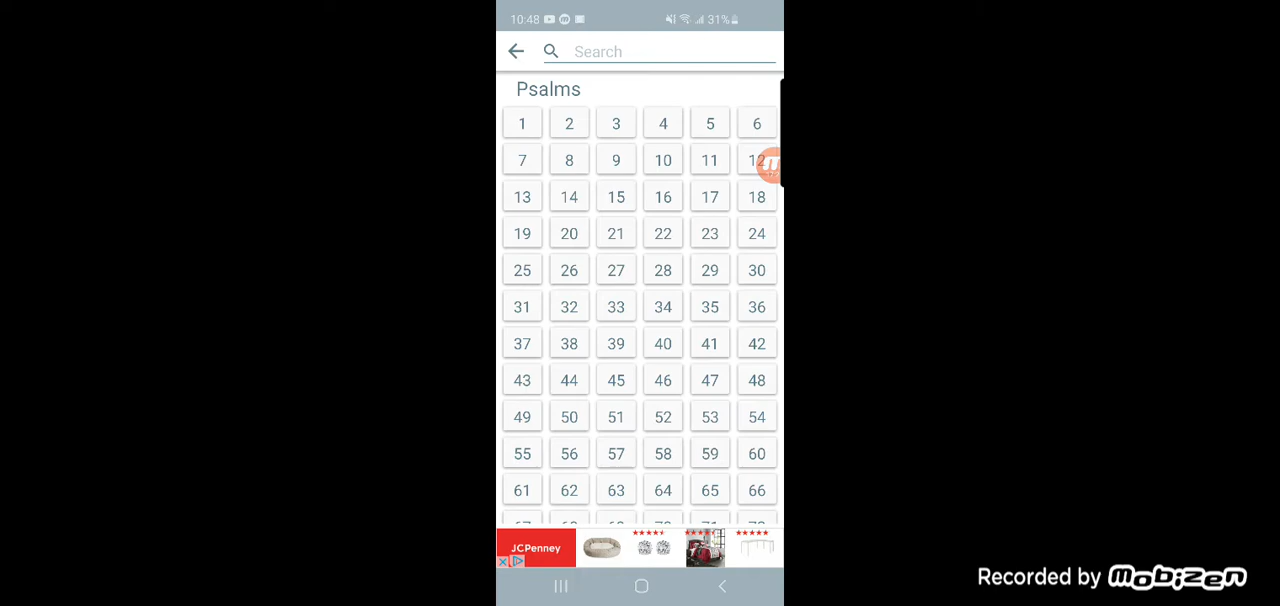 10:48 31%
Search
Psalms
1 2 3 4 5 6
7 8 9 10 11 12
13 14 15 16 17 18
19 20 21 22 23 24
25 26 27 28 29 30
31 32 33 34 35 36
37 38 39 40 41 42
43 44 45 46 47 48
49 50 51 52 53 54
55 56 57 58 59 60
61 62 63 64 65 66
JCPenney
Recorded by Mobizen